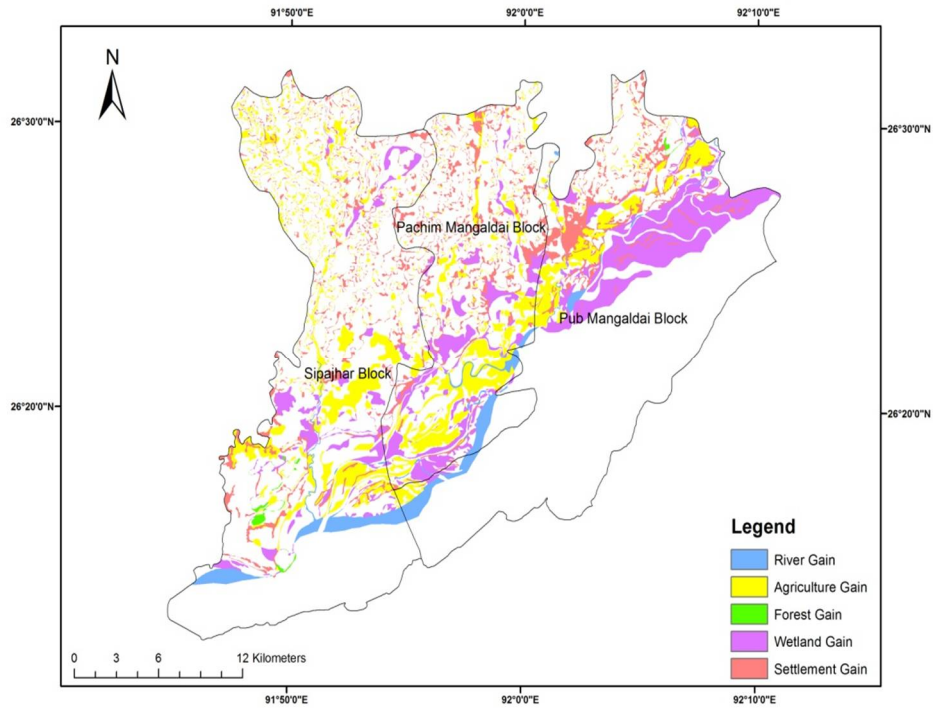 91°50'0"E 92°0'0"E 92°10'0"E
N
26°30'0"N 26°30'0"N
Pachim Mangaldai Block
Pub Mangaldai Block
Sipajhar Block
26°20'0"N 26°20'0"N
Legend
River Gain
Agriculture Gain
Forest Gain
Wetland Gain
Settlement Gain
0 3 6 12 Kilometers
91°50'0"E 92°0'0"E 92°10'0"E